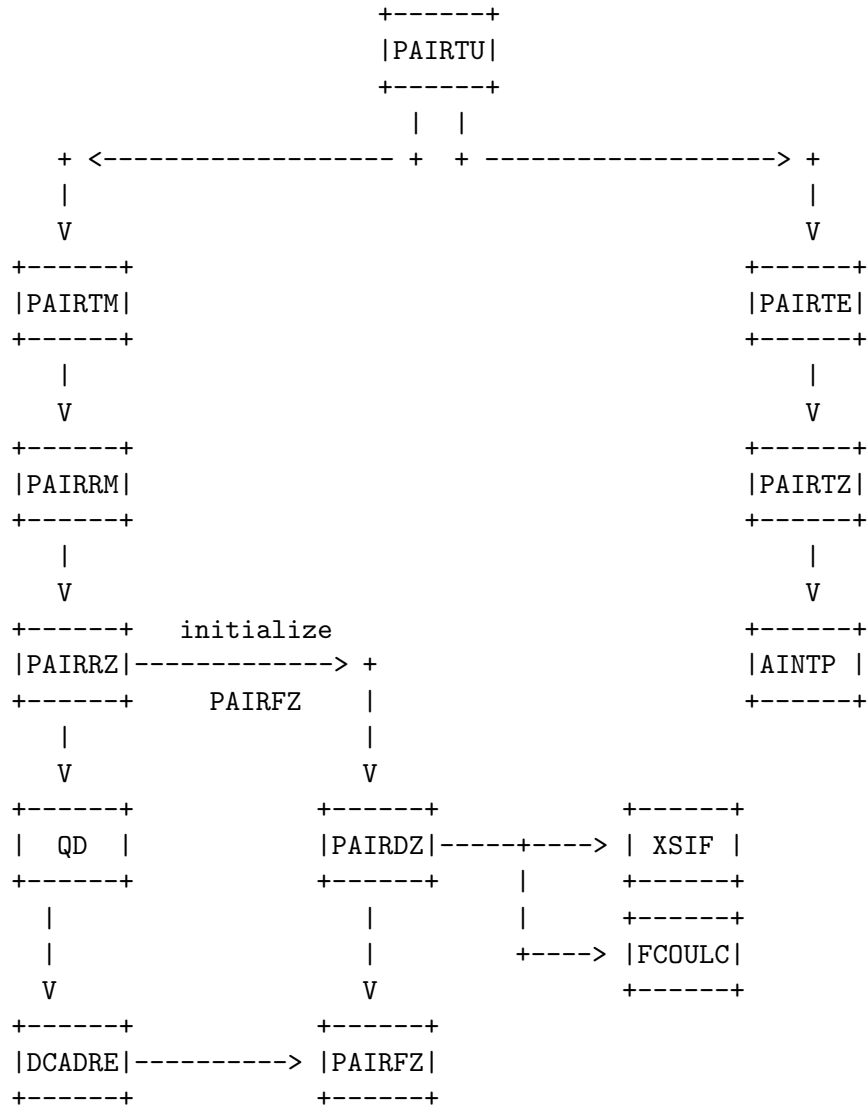 +------+
|PAIRTU|
+------+
| |
+ <------------------- + + -------------------> +
| |
V V
+------+ +------+
|PAIRTM| |PAIRTE|
+------+ +------+
| |
V V
+------+ +------+
|PAIRRM| |PAIRTZ|
+------+ +------+
| |
V V
+------+ initialize +------+
|PAIRRZ|-------------> + |AINTP |
+------+ PAIRFZ | +------+
| |
V V
+------+ +------+ +------+
| QD | |PAIRDZ|-----+----> | XSIF |
+------+ +------+ | +------+
| | | +------+
| | +----> |FCOULC|
V V +------+
+------+ +------+
|DCADRE|----------> |PAIRFZ|
+------+ +------+